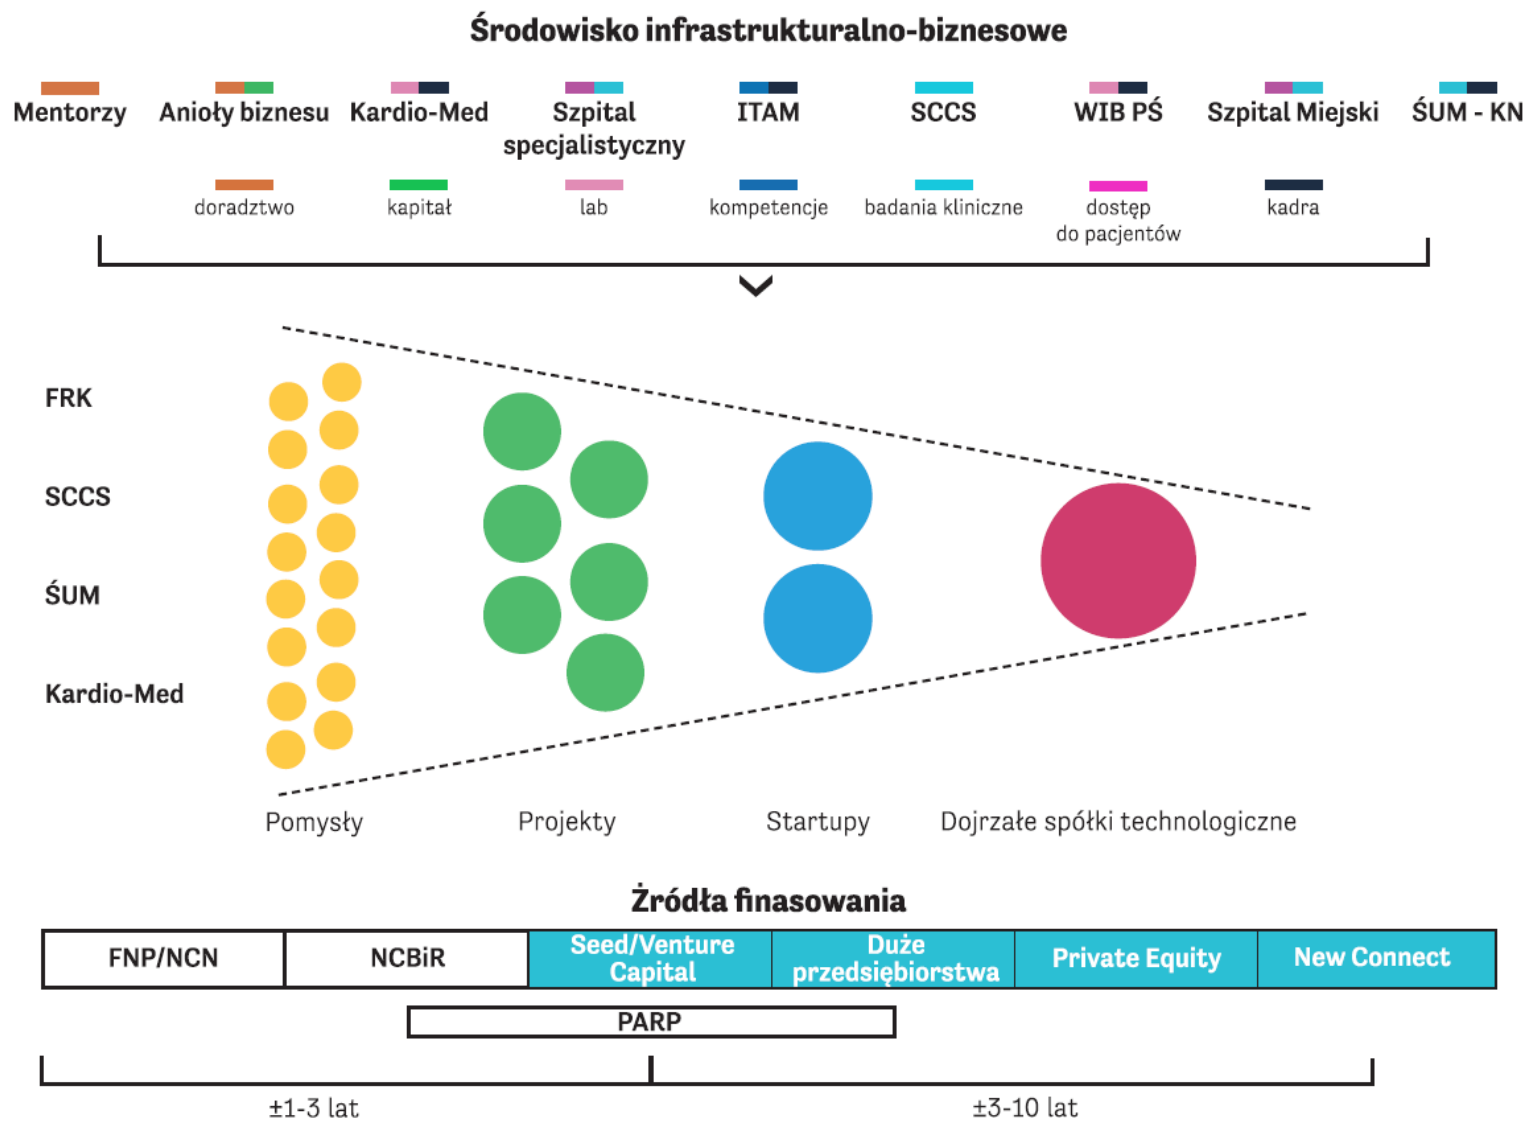 Środowisko infrastrukturalno-biznesowe
Mentorzy
Anioły biznesu
Kardio-Med
Szpital
specjalistyczny
ITAM
SCCS
WIB PŚ
Szpital Miejski
ŚUM - KN
doradztwo
kapitał
lab
kompetencje
badania kliniczne
dostęp
do pacjentów
kadra
FRK
SCCS
ŚUM
Kardio-Med
Pomysły
Projekty
Startupy
Dojrzałe spółki technologiczne
Żródła finasowania
FNP/NCN
NCBiR
Seed/Venture
Capital
Duże
przedsiębiorstwa
Private Equity
New Connect
PARP
±1-3 lat
±3-10 lat